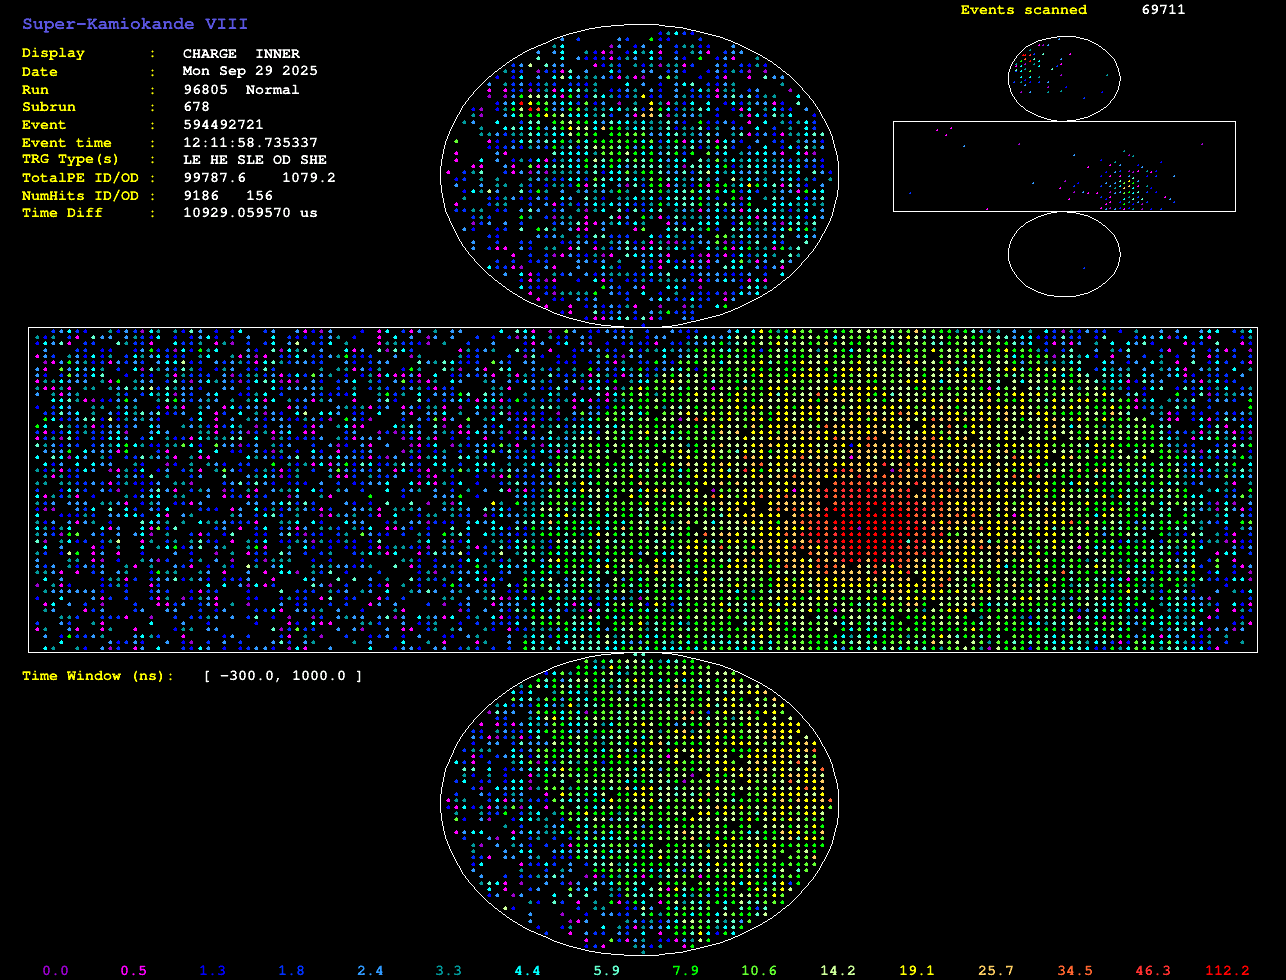 Super-Kamiokande VIII
Events scanned 69711
Display : CHARGE INNER
Date : Mon Sep 29 2025
Run : 96805 Normal
Subrun : 678
Event : 594492721
Event time : 12:11:58.735337
TRG Type(s) : LE HE SLE OD SHE
TotalPE ID/OD : 99787.6 1079.2
NumHits ID/OD : 9186 156
Time Diff : 10929.059570 us
Time Window (ns): [ -300.0, 1000.0 ]
0.0 0.5 1.3 1.8 2.4 3.3 4.4 5.9 7.9 10.6 14.2 19.1 25.7 34.5 46.3 112.2